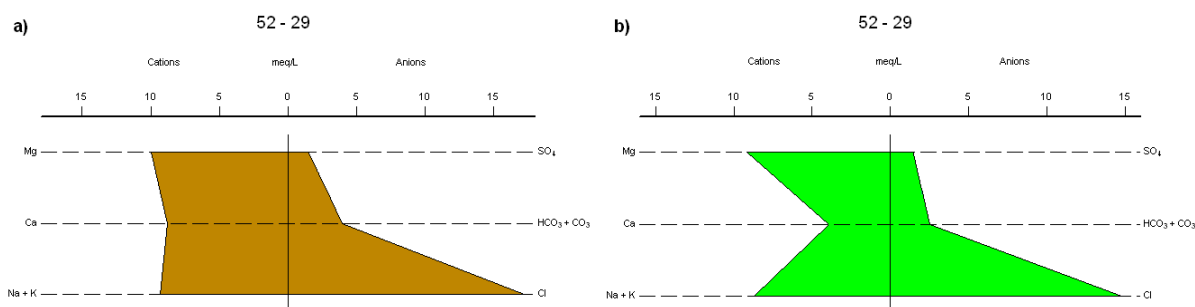 a)
52 - 29
Cations meq/L Anions
15 10 5 0 5 10 15
Mg SO₄
Ca HCO₃ + CO₃
Na + K Cl
b)
52 - 29
Cations meq/L Anions
15 10 5 0 5 10 15
Mg SO₄
Ca HCO₃ + CO₃
Na + K Cl